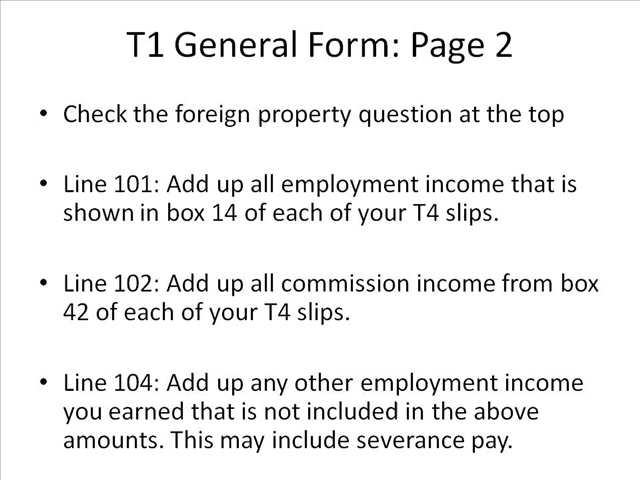 T1 General Form: Page 2
• Check the foreign property question at the top
• Line 101: Add up all employment income that is
shown in box 14 of each of your T4 slips.
• Line 102: Add up all commission income from box
42 of each of your T4 slips.
• Line 104: Add up any other employment income
you earned that is not included in the above
amounts. This may include severance pay.